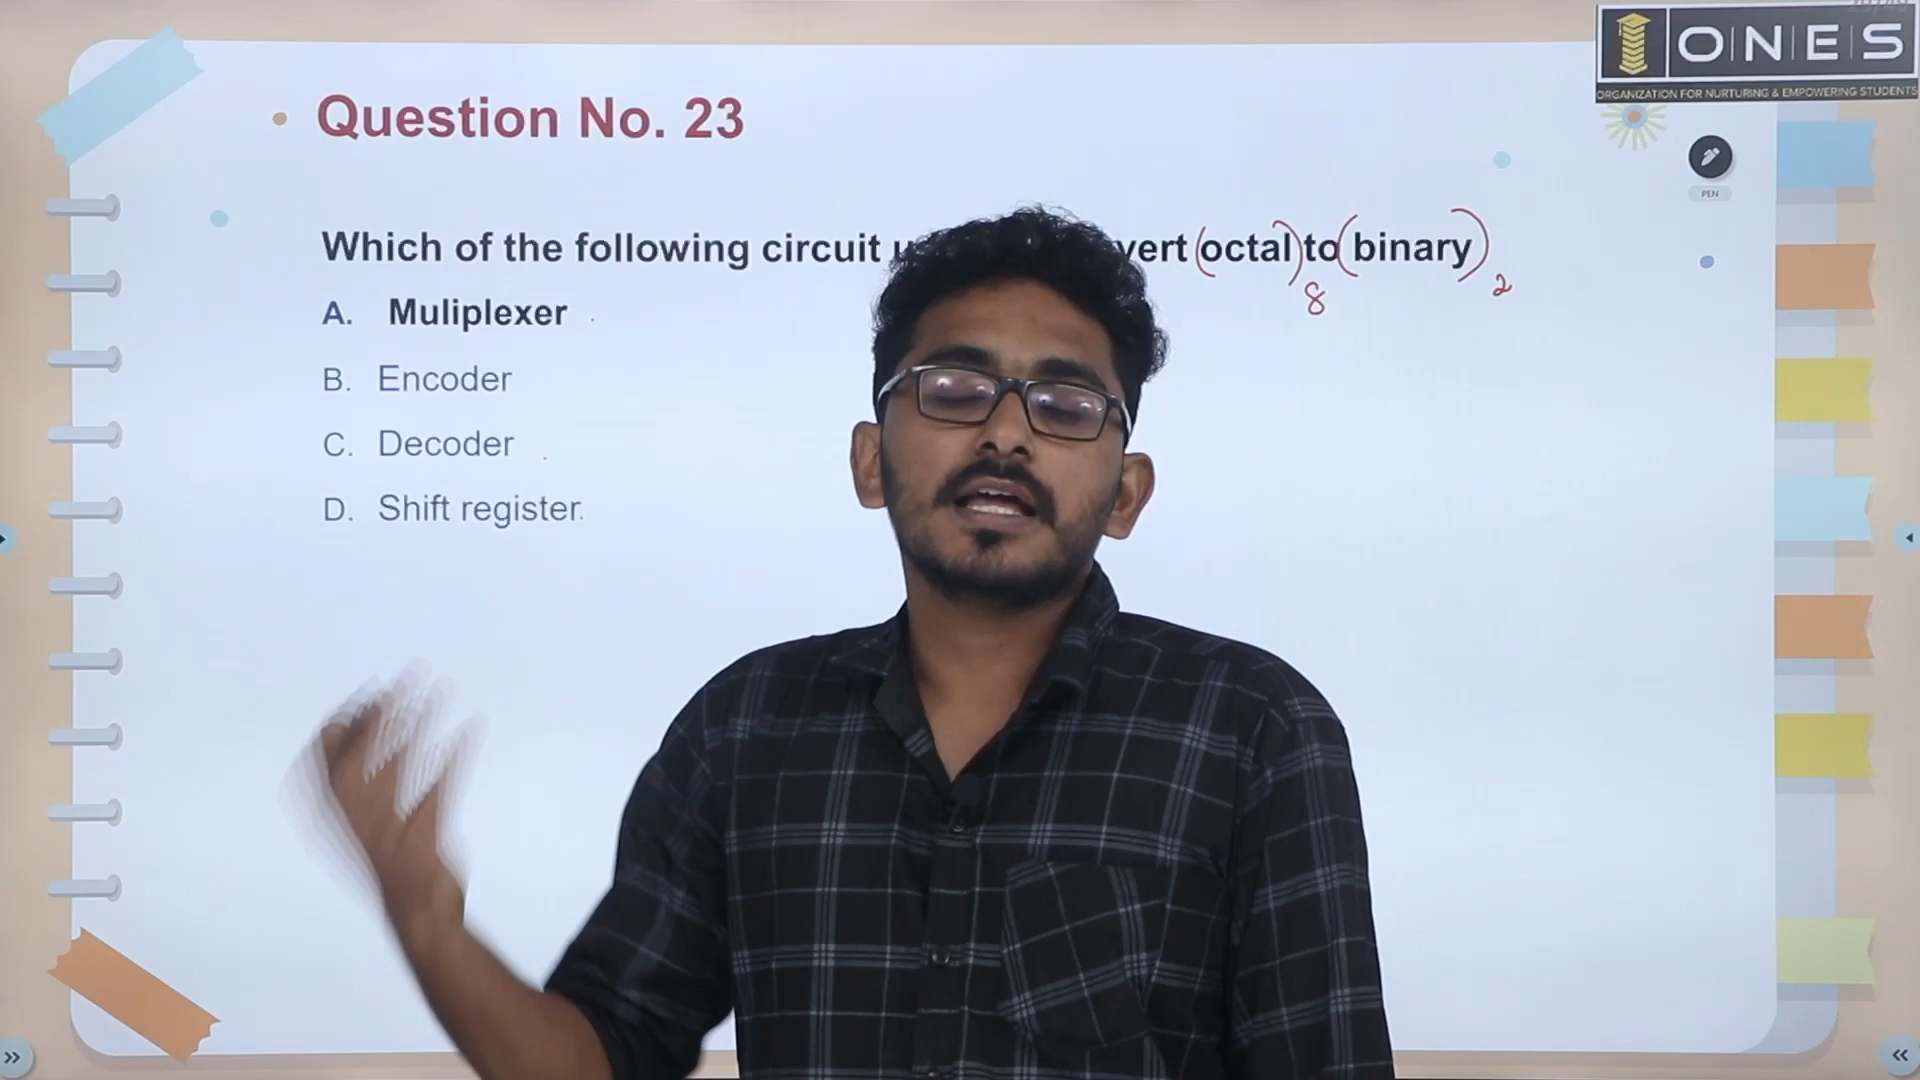 O|N|E|S
ORGANIZATION FOR NURTURING & EMPOWERING STUDENTS
Question No. 23
PEN
Which of the following circuit vert (octal)8 to (binary)2
A. Muliplexer
B. Encoder
C. Decoder
D. Shift register.